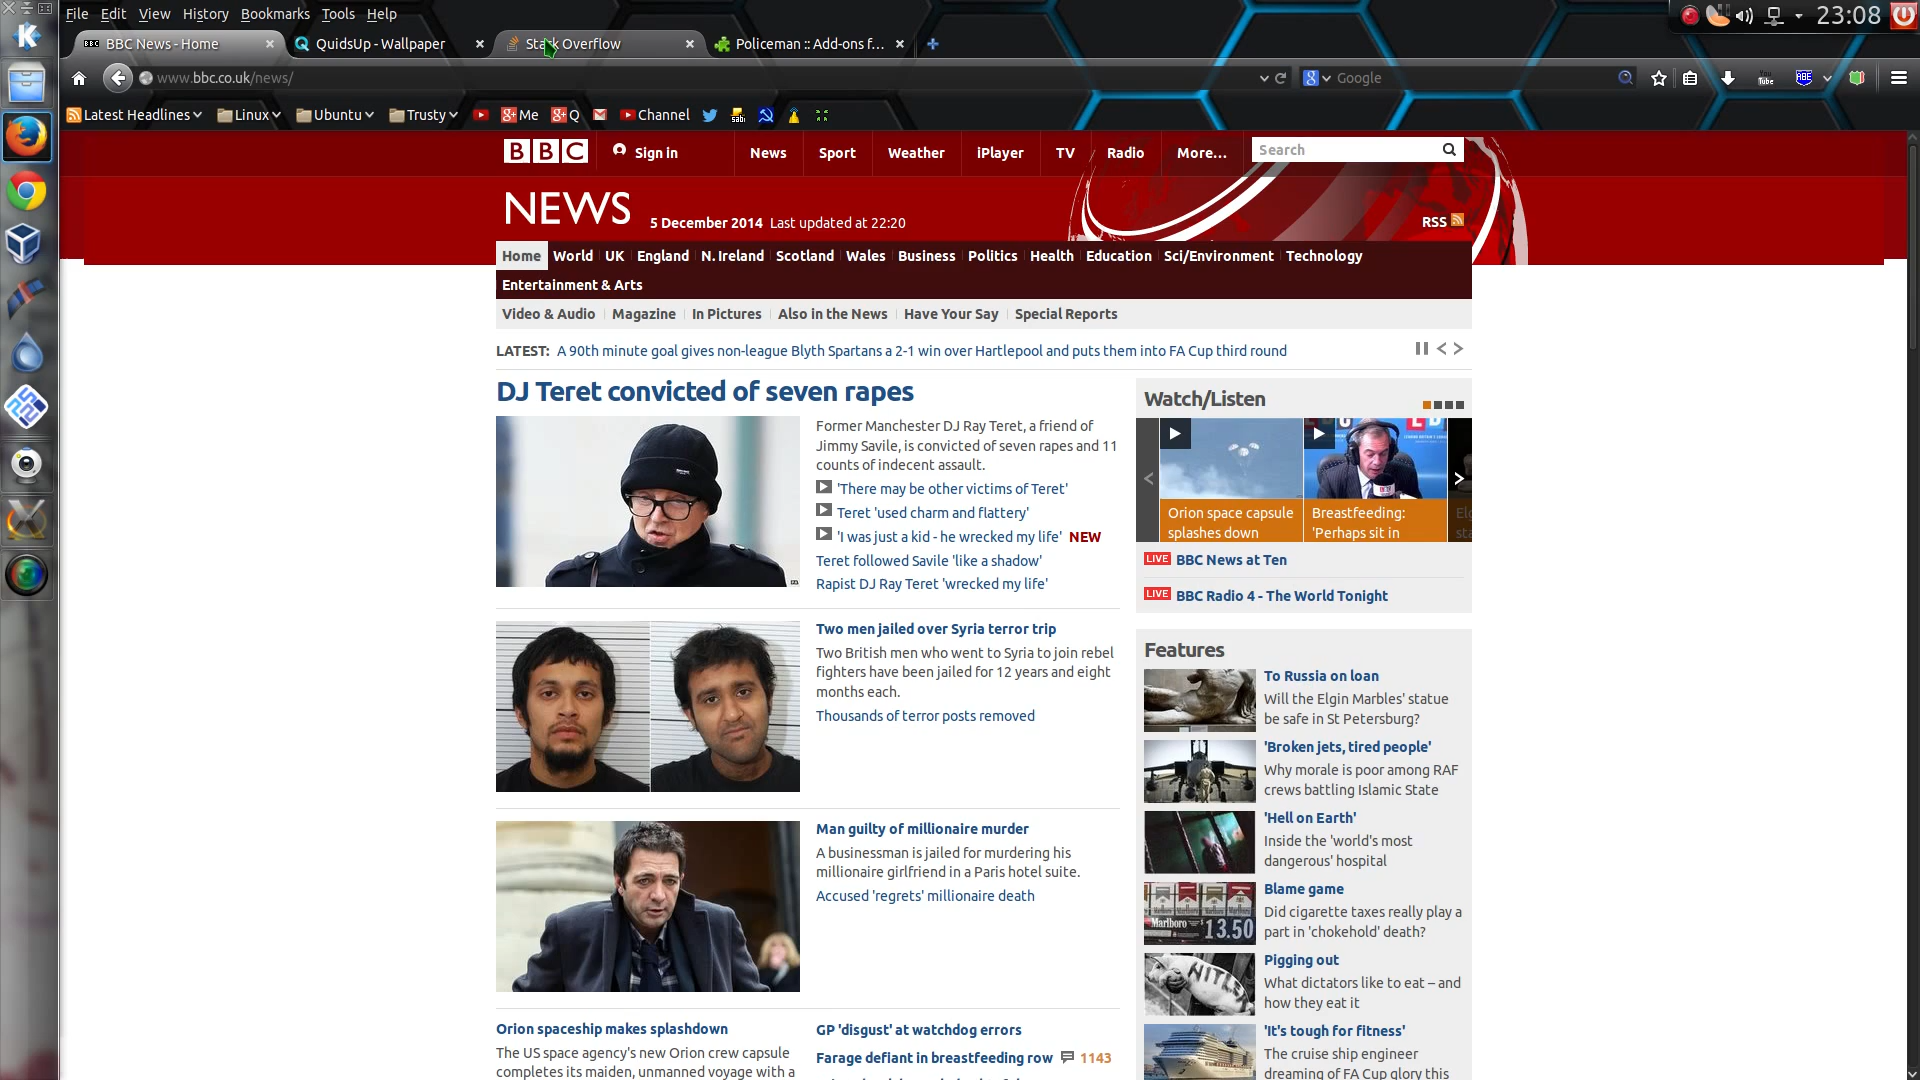 File Edit View History Bookmarks Tools Help
23:08
BBC News - Home
QuidsUp - Wallpaper
Stack Overflow
Policeman :: Add-ons f...
www.bbc.co.uk/news/
Google
Latest Headlines Linux Ubuntu Trusty Me Q Channel
BBC Sign in News Sport Weather iPlayer TV Radio More... Search
NEWS 5 December 2014 Last updated at 22:20
RSS
Home World UK England N. Ireland Scotland Wales Business Politics Health Education Sci/Environment Technology
Entertainment & Arts
Video & Audio Magazine In Pictures Also in the News Have Your Say Special Reports
LATEST: A 90th minute goal gives non-league Blyth Spartans a 2-1 win over Hartlepool and puts them into FA Cup third round
DJ Teret convicted of seven rapes
Former Manchester DJ Ray Teret, a friend of
Jimmy Savile, is convicted of seven rapes and 11
counts of indecent assault.
'There may be other victims of Teret'
Teret 'used charm and flattery'
'I was just a kid - he wrecked my life' NEW
Teret followed Savile 'like a shadow'
Rapist DJ Ray Teret 'wrecked my life'
Two men jailed over Syria terror trip
Two British men who went to Syria to join rebel
fighters have been jailed for 12 years and eight
months each.
Thousands of terror posts removed
Man guilty of millionaire murder
A businessman is jailed for murdering his
millionaire girlfriend in a Paris hotel suite.
Accused 'regrets' millionaire death
Orion spaceship makes splashdown
The US space agency's new Orion crew capsule
completes its maiden, unmanned voyage with a
GP 'disgust' at watchdog errors
Farage defiant in breastfeeding row 1143
Watch/Listen
Orion space capsule
splashes down
Breastfeeding:
'Perhaps sit in
LIVE BBC News at Ten
LIVE BBC Radio 4 - The World Tonight
Features
To Russia on loan
Will the Elgin Marbles' statue
be safe in St Petersburg?
'Broken jets, tired people'
Why morale is poor among RAF
crews battling Islamic State
'Hell on Earth'
Inside the 'world's most
dangerous' hospital
Blame game
Did cigarette taxes really play a
part in 'chokehold' death?
Marlboro 13.50
Pigging out
What dictators like to eat – and
how they eat it
HITLER
'It's tough for fitness'
The cruise ship engineer
dreaming of FA Cup glory this